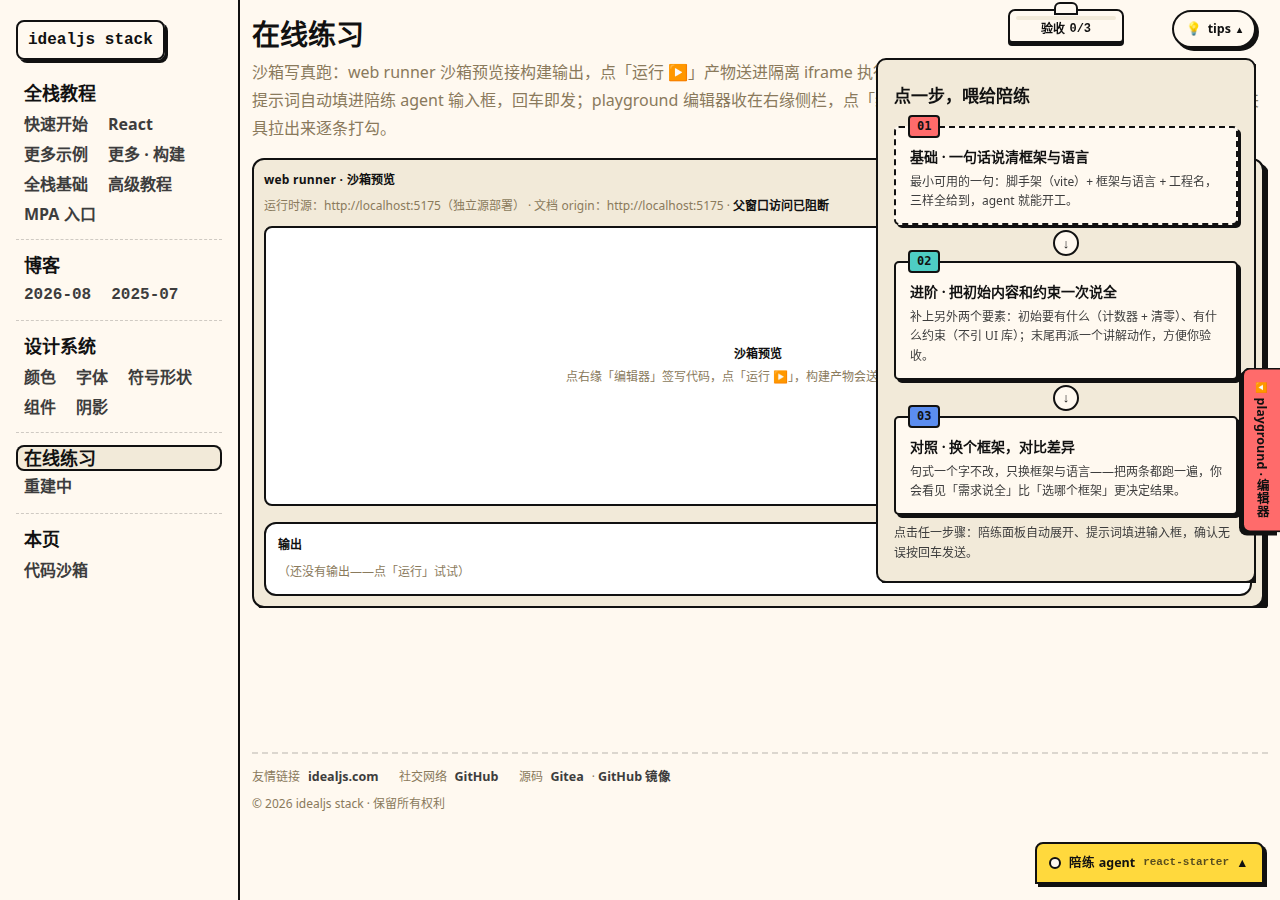 idealjs stack
全栈教程
快速开始 React
更多示例 更多 · 构建
全栈基础 高级教程
MPA 入口
博客
2026-08 2025-07
设计系统
颜色 字体 符号形状
组件 阴影
在线练习
重建中
本页
代码沙箱
在线练习
验收 0/3
💡 tips ▲
沙箱写真跑：web runner 沙箱预览接构建输出，点「运行 ▶️」产物送进隔离 iframe 执
提示词自动填进陪练 agent 输入框，回车即发；playground 编辑器收在右缘侧栏，点「
具拉出来逐条打勾。
web runner · 沙箱预览
运行时源：http://localhost:5175（独立源部署） · 文档 origin：http://localhost:5175 · 父窗口访问已阻断
沙箱预览
点右缘「编辑器」签写代码，点「运行 ▶️」，构建产物会送
输出
（还没有输出——点「运行」试试）
点一步，喂给陪练
01
基础 · 一句话说清框架与语言
最小可用的一句：脚手架（vite）+ 框架与语言 + 工程名，
三样全给到，agent 就能开工。
↓
02
进阶 · 把初始内容和约束一次说全
补上另外两个要素：初始要有什么（计数器 + 清零）、有什
么约束（不引 UI 库）；末尾再派一个讲解动作，方便你验
收。
↓
03
对照 · 换个框架，对比差异
句式一个字不改，只换框架与语言——把两条都跑一遍，你
会看见「需求说全」比「选哪个框架」更决定结果。
点击任一步骤：陪练面板自动展开、提示词填进输入框，确认无
误按回车发送。
playground · 编辑器
友情链接 idealjs.com 社交网络 GitHub 源码 Gitea · GitHub 镜像
© 2026 idealjs stack · 保留所有权利
陪练 agent react-starter ▲